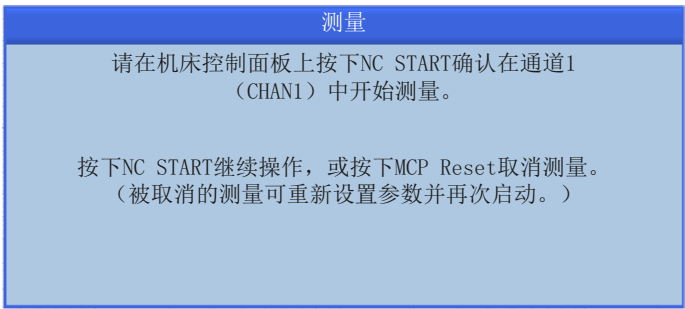 测量
请在机床控制面板上按下NC START确认在通道1
（CHAN1）中开始测量。
按下NC START继续操作，或按下MCP Reset取消测量。
（被取消的测量可重新设置参数并再次启动。）